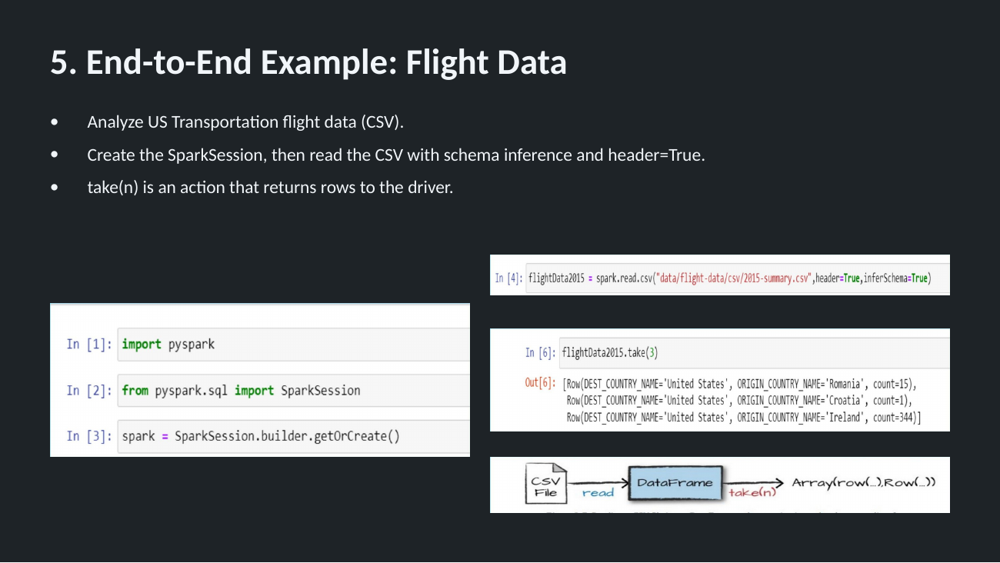 5. End-to-End Example: Flight Data
• Analyze US Transportation flight data (CSV).
• Create the SparkSession, then read the CSV with schema inference and header=True.
• take(n) is an action that returns rows to the driver.
In [1]: import pyspark
In [2]: from pyspark.sql import SparkSession
In [3]: spark = SparkSession.builder.getOrCreate()
In [4]: flightData2015 = spark.read.csv("data/flight-data/csv/2015-summary.csv",header=True,inferSchema=True)
In [6]: flightData2015.take(3)
Out[6]: [Row(DEST_COUNTRY_NAME='United States', ORIGIN_COUNTRY_NAME='Romania', count=15),
Row(DEST_COUNTRY_NAME='United States', ORIGIN_COUNTRY_NAME='Croatia', count=1),
Row(DEST_COUNTRY_NAME='United States', ORIGIN_COUNTRY_NAME='Ireland', count=344)]
CSV
File
read
DataFrame
take(n)
Array(row(...),Row(...))